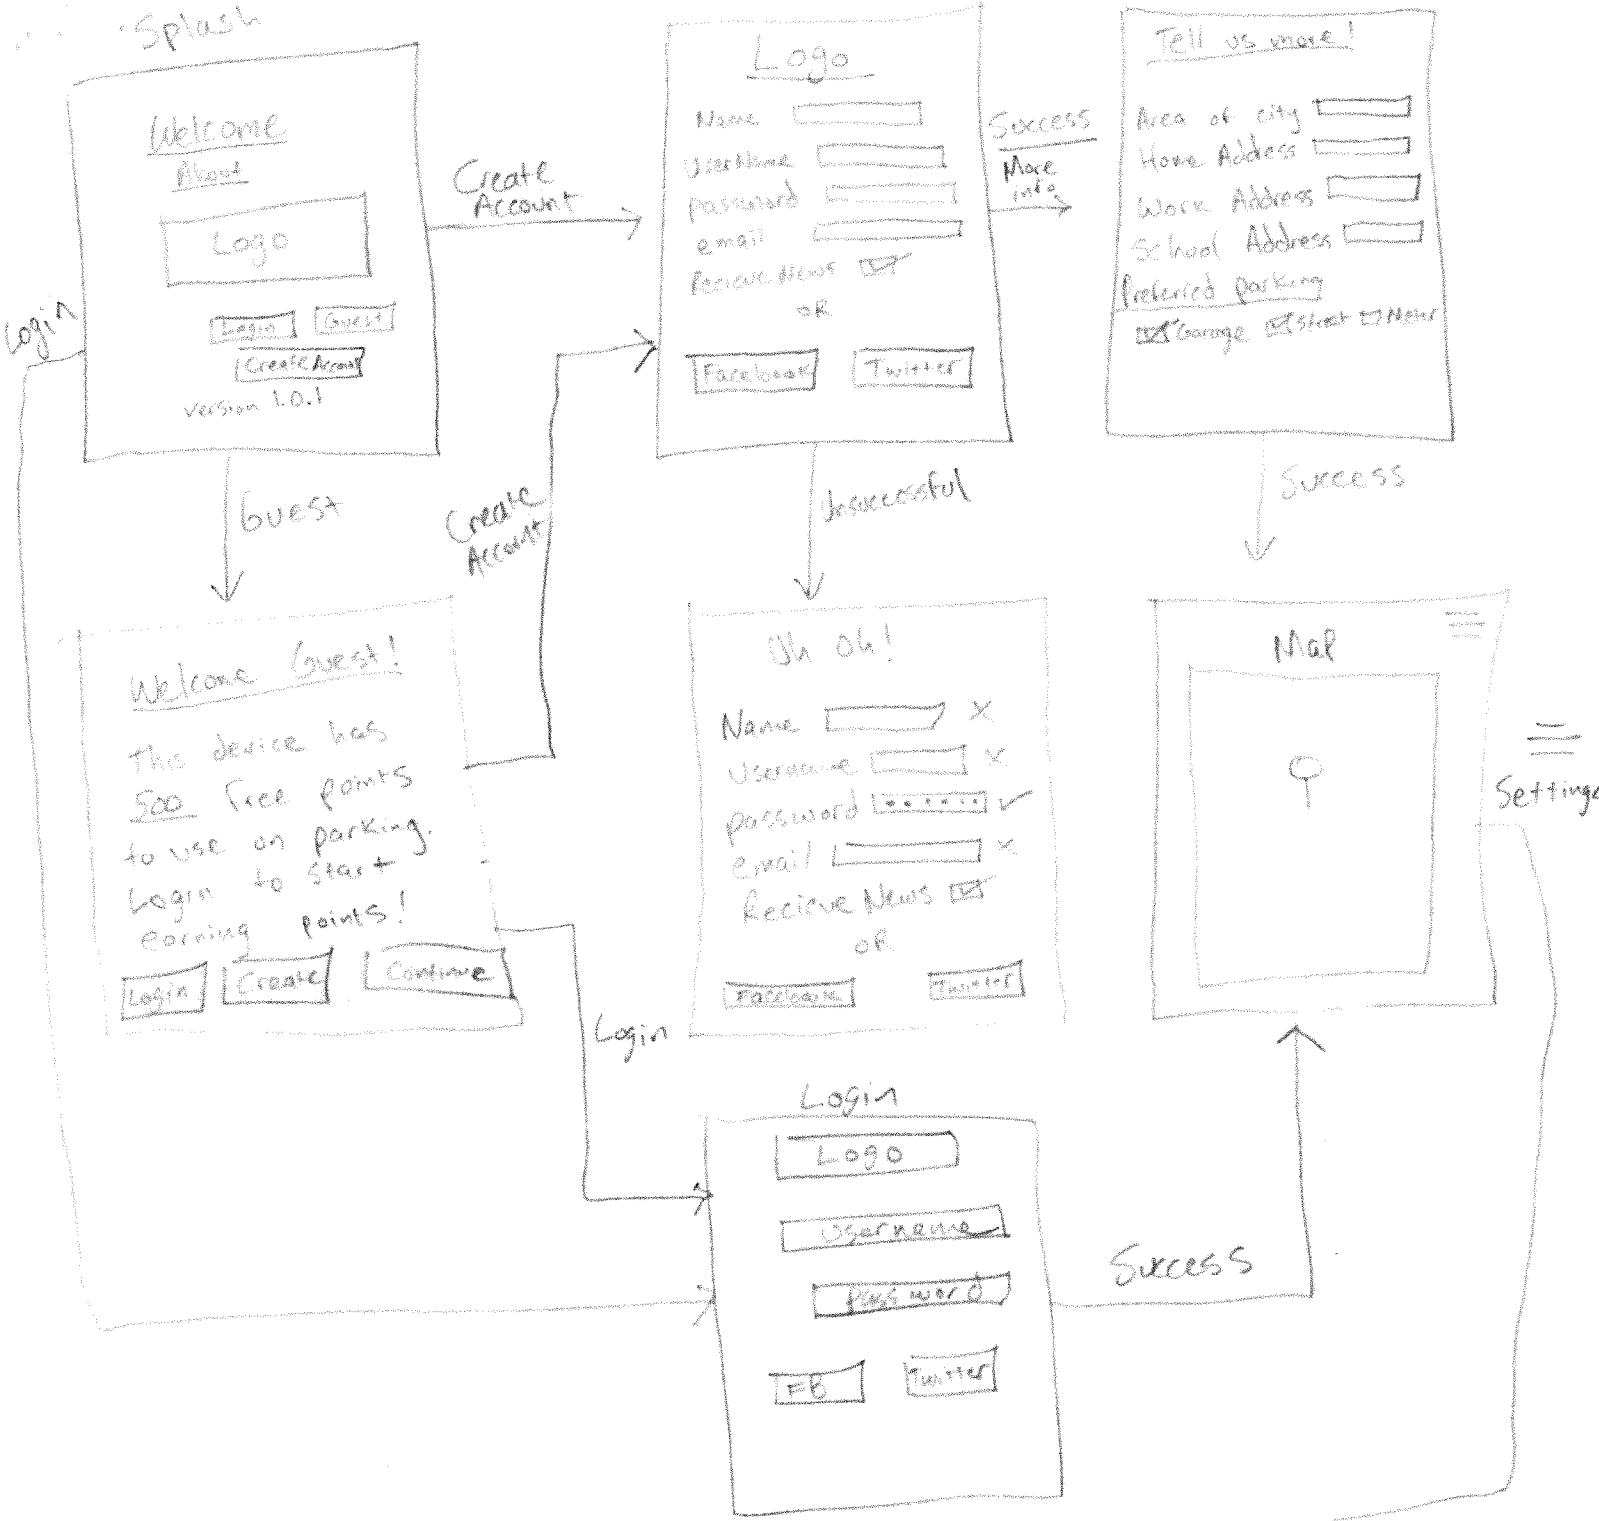 Splash
Welcome
About
Logo
Login
Guest
Create Account
version 1.0.1
Login
Create
Account
Guest
Logo
Name
UserName
password
email
Recieve News
OR
Facebook
Twitter
Success
More
info
Tell us more!
Area of city
Home Address
Work Address
School Address
Preferred parking
Garage Street Meter
Success
Unsuccessful
Create
Account
Welcome Guest!
This device has
500 free points
to use on parking.
Login to start
earning points!
Login
Create
Continue
Login
Uh Oh!
Name X
Username X
password ✓
email X
Recieve News
OR
Facebook
Twitter
Map
Settings
Login
Logo
Username
password
FB
Twitter
Success